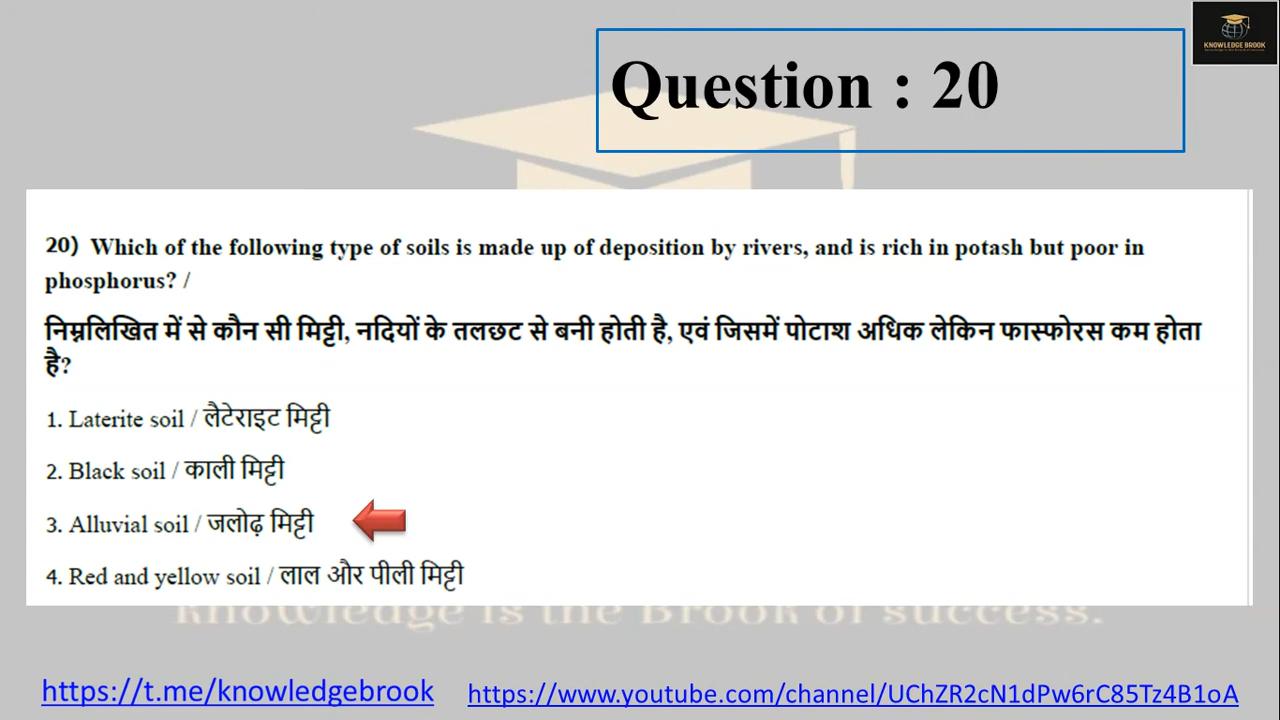 KNOWLEDGE BROOK
Question : 20
20) Which of the following type of soils is made up of deposition by rivers, and is rich in potash but poor in
phosphorus? /
निम्नलिखित में से कौन सी मिट्टी, नदियों के तलछट से बनी होती है, एवं जिसमें पोटाश अधिक लेकिन फास्फोरस कम होता
है?
1. Laterite soil / लैटेराइट मिट्टी
2. Black soil / काली मिट्टी
3. Alluvial soil / जलोढ़ मिट्टी
4. Red and yellow soil / लाल और पीली मिट्टी
Knowledge is the Brook of success.
https://t.me/knowledgebrook
https://www.youtube.com/channel/UChZR2cN1dPw6rC85Tz4B1oA